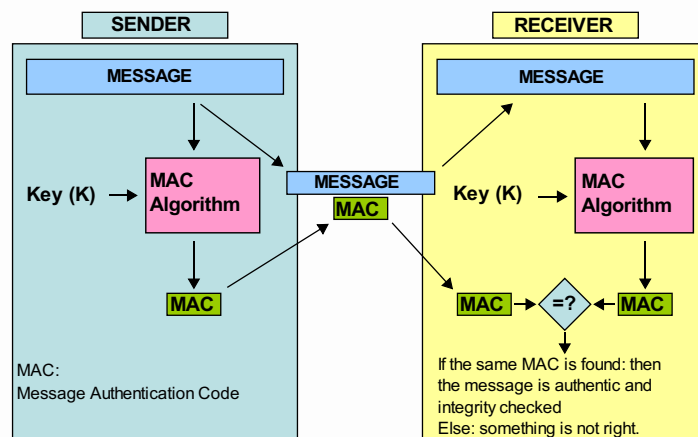 SENDER
RECEIVER
MESSAGE
MESSAGE
Key (K)
MAC
Algorithm
MESSAGE
MAC
Key (K)
MAC
Algorithm
MAC
MAC
=?
MAC
MAC:
Message Authentication Code
If the same MAC is found: then
the message is authentic and
integrity checked
Else: something is not right.